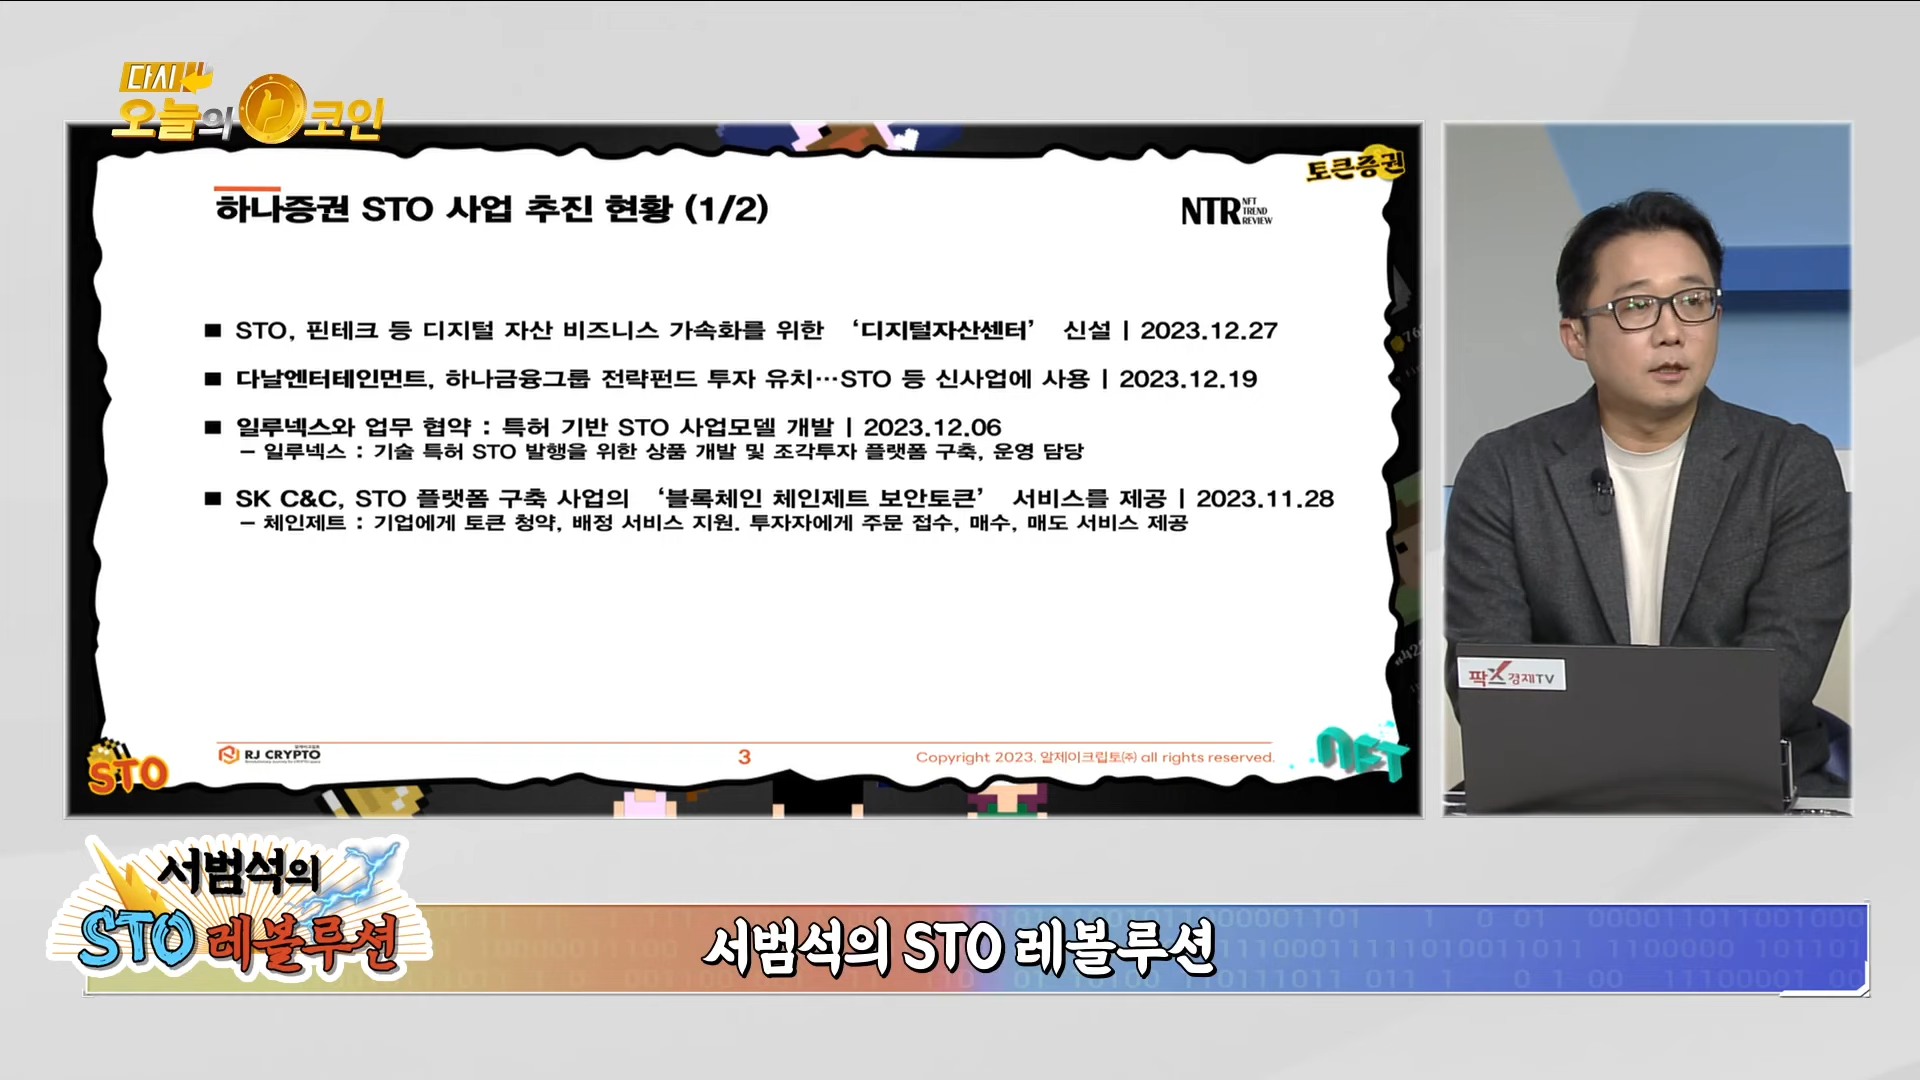 다시
오늘의 코인
토큰증권
하나증권 STO 사업 추진 현황 (1/2)
NTR NFT
TREND
REVIEW
■ STO, 핀테크 등 디지털 자산 비즈니스 가속화를 위한 ‘디지털자산센터’ 신설 | 2023.12.27
■ 다날엔터테인먼트, 하나금융그룹 전략펀드 투자 유치…STO 등 신사업에 사용 | 2023.12.19
■ 일루넥스와 업무 협약 : 특허 기반 STO 사업모델 개발 | 2023.12.06
– 일루넥스 : 기술 특허 STO 발행을 위한 상품 개발 및 조각투자 플랫폼 구축, 운영 담당
■ SK C&C, STO 플랫폼 구축 사업의 ‘블록체인 체인제트 보안토큰’ 서비스를 제공 | 2023.11.28
– 체인제트 : 기업에게 토큰 청약, 배정 서비스 지원. 투자자에게 주문 접수, 매수, 매도 서비스 제공
RJ CRYPTO
3
Copyright 2023. 알제이크립토㈜ all rights reserved.
STO
NFT
팍스경제TV
서범석의
STO 레볼루션
서범석의 STO 레볼루션